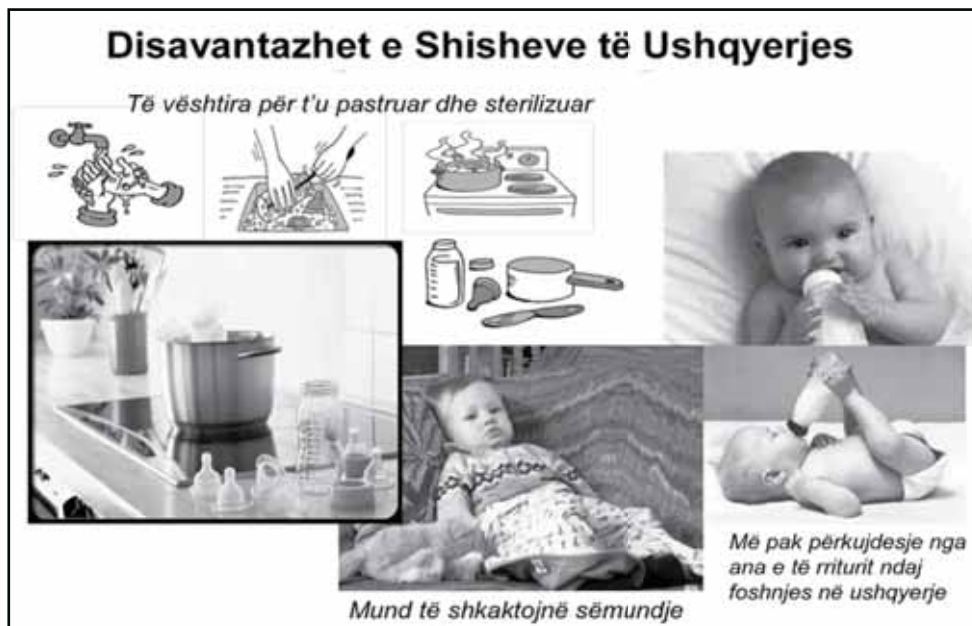 Disavantazhet e Shisheve të Ushqyerjes
Të vështira për t'u pastruar dhe sterilizuar
Mund të shkaktojnë sëmundje
Më pak përkujdesje nga
ana e të rriturit ndaj
foshnjes në ushqyerje